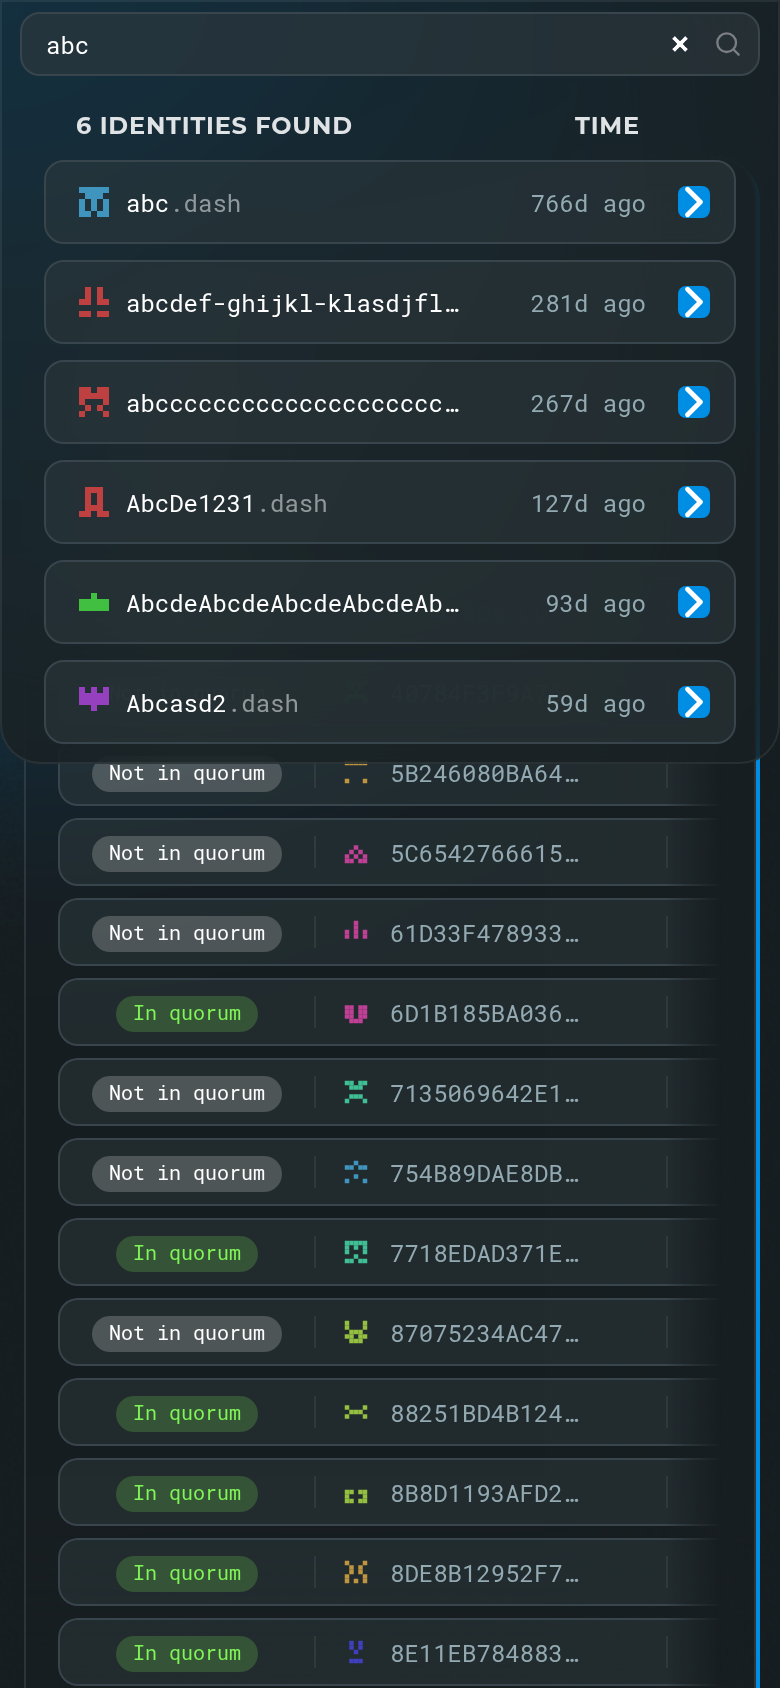 abc
6 IDENTITIES FOUND TIME
abc.dash 766d ago
abcdef-ghijkl-klasdjfl… 281d ago
abcccccccccccccccccccc… 267d ago
AbcDe1231.dash 127d ago
AbcdeAbcdeAbcdeAbcdeAb… 93d ago
Abcasd2.dash 59d ago
Not in quorum 5B246080BA64…
Not in quorum 5C6542766615…
Not in quorum 61D33F478933…
In quorum 6D1B185BA036…
Not in quorum 7135069642E1…
Not in quorum 754B89DAE8DB…
In quorum 7718EDAD371E…
Not in quorum 87075234AC47…
In quorum 88251BD4B124…
In quorum 8B8D1193AFD2…
In quorum 8DE8B12952F7…
In quorum 8E11EB784883…